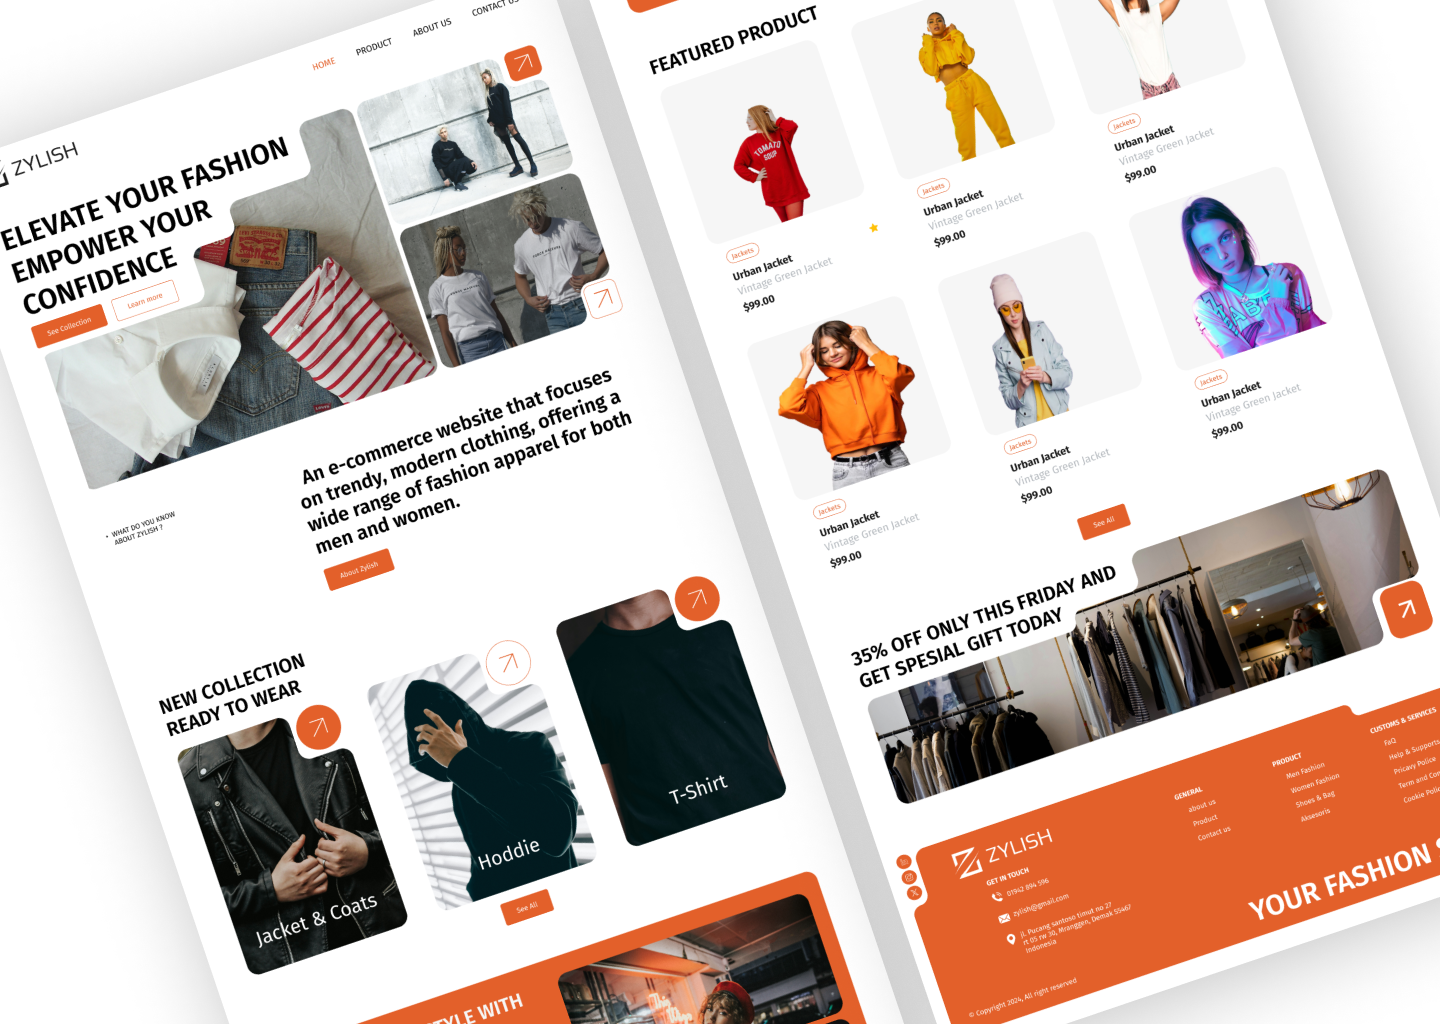 HOME
PRODUCT
ABOUT US
CONTACT US
ZYLISH
ELEVATE YOUR FASHION
EMPOWER YOUR
CONFIDENCE
See Collection
Learn more
Levi's
An e-commerce website that focuses
on trendy, modern clothing, offering a
wide range of fashion apparel for both
men and women.
• WHAT DO YOU KNOW
ABOUT ZYLISH ?
About Zylish
NEW COLLECTION
READY TO WEAR
Jacket & Coats
Hoddie
T-Shirt
See All
STYLE WITH
FEATURED PRODUCT
TOMATO
SOUP
Jackets
Urban Jacket
Vintage Green Jacket
$99.00
Jackets
Urban Jacket
Vintage Green Jacket
$99.00
Jackets
Urban Jacket
Vintage Green Jacket
$99.00
Jackets
Urban Jacket
Vintage Green Jacket
$99.00
Jackets
Urban Jacket
Vintage Green Jacket
$99.00
Jackets
Urban Jacket
Vintage Green Jacket
$99.00
See All
35% OFF ONLY THIS FRIDAY AND
GET SPESIAL GIFT TODAY
ZYLISH
GET IN TOUCH
01942 894 596
zylish@gmail.com
jl. Pucang santoso timut no 27
rt 05 rw 30, Mranggen, Demak 55467
Indonesia
GENERAL
about us
Product
Contact us
PRODUCT
Men Fashion
Women Fashion
Shoes & Bag
Aksesoris
CUSTOMS & SERVICES
FaQ
Help & Supports
Pricavy Police
Term and Con
Cookie Polic
YOUR FASHION
© Copyright 2024, All right reserved